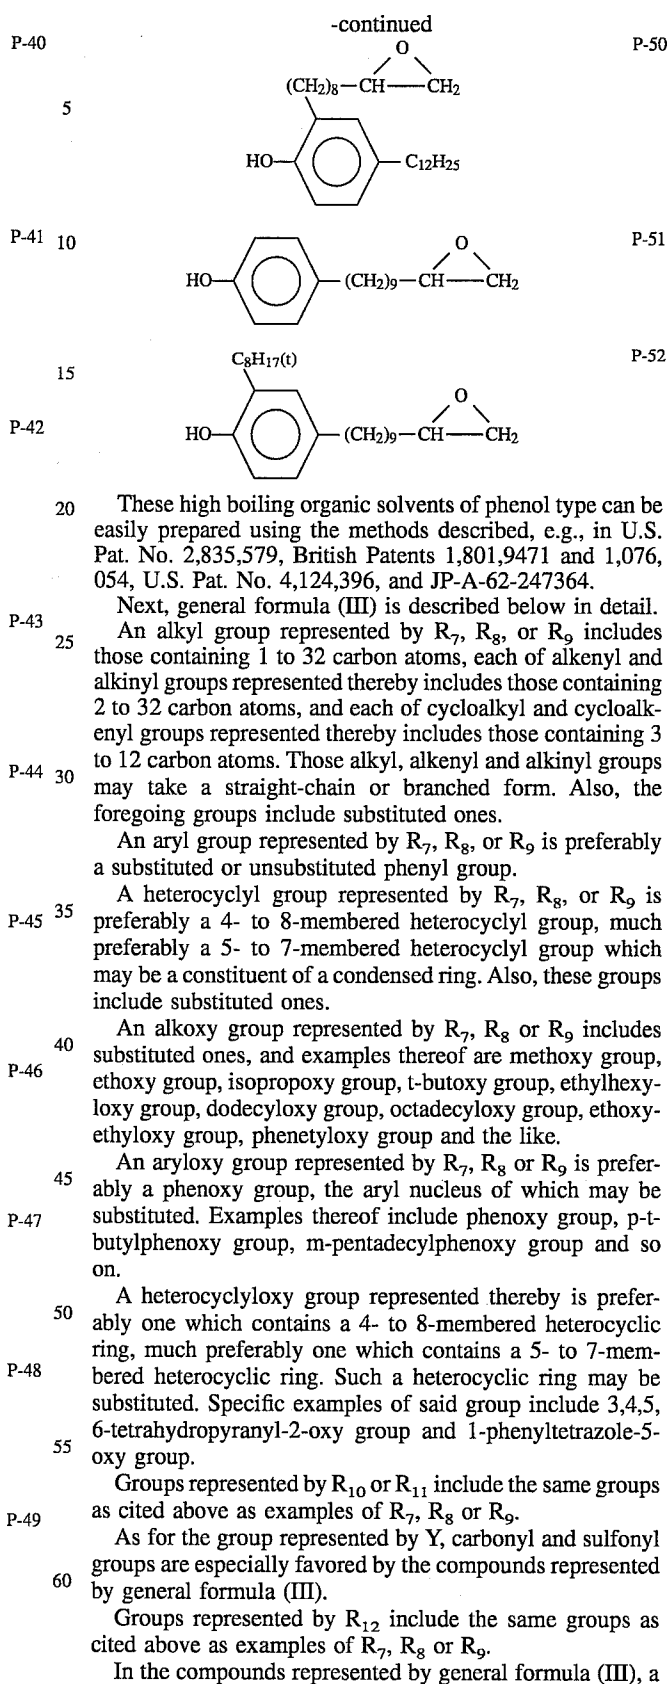 -continued
P-40
P-50
O
(CH2)8—CH——CH2
5
HO
C12H25
P-41
10
P-51
O
HO
(CH2)9—CH——CH2
C8H17(t)
P-52
15
O
P-42
HO
(CH2)9—CH——CH2
20 These high boiling organic solvents of phenol type can be
easily prepared using the methods described, e.g., in U.S.
Pat. No. 2,835,579, British Patents 1,801,9471 and 1,076,
054, U.S. Pat. No. 4,124,396, and JP-A-62-247364.
Next, general formula (III) is described below in detail.
P-43
25 An alkyl group represented by R7, R8, or R9 includes
those containing 1 to 32 carbon atoms, each of alkenyl and
alkinyl groups represented thereby includes those containing
2 to 32 carbon atoms, and each of cycloalkyl and cycloalk-
enyl groups represented thereby includes those containing 3
to 12 carbon atoms. Those alkyl, alkenyl and alkinyl groups
P-44
30 may take a straight-chain or branched form. Also, the
foregoing groups include substituted ones.
An aryl group represented by R7, R8, or R9 is preferably
a substituted or unsubstituted phenyl group.
A heterocyclyl group represented by R7, R8, or R9 is
P-45
35 preferably a 4- to 8-membered heterocyclyl group, much
preferably a 5- to 7-membered heterocyclyl group which
may be a constituent of a condensed ring. Also, these groups
include substituted ones.
An alkoxy group represented by R7, R8 or R9 includes
40 substituted ones, and examples thereof are methoxy group,
P-46
ethoxy group, isopropoxy group, t-butoxy group, ethylhexy-
loxy group, dodecyloxy group, octadecyloxy group, ethoxy-
ethyloxy group, phenetyloxy group and the like.
An aryloxy group represented by R7, R8 or R9 is prefer-
45 ably a phenoxy group, the aryl nucleus of which may be
P-47
substituted. Examples thereof include phenoxy group, p-t-
butylphenoxy group, m-pentadecylphenoxy group and so
on.
A heterocyclyloxy group represented thereby is prefer-
50 ably one which contains a 4- to 8-membered heterocyclic
ring, much preferably one which contains a 5- to 7-mem-
P-48
bered heterocyclic ring. Such a heterocyclic ring may be
substituted. Specific examples of said group include 3,4,5,
6-tetrahydropyranyl-2-oxy group and 1-phenyltetrazole-5-
55 oxy group.
Groups represented by R10 or R11 include the same groups
P-49
as cited above as examples of R7, R8 or R9.
As for the group represented by Y, carbonyl and sulfonyl
groups are especially favored by the compounds represented
60 by general formula (III).
Groups represented by R12 include the same groups as
cited above as examples of R7, R8 or R9.
In the compounds represented by general formula (III), a